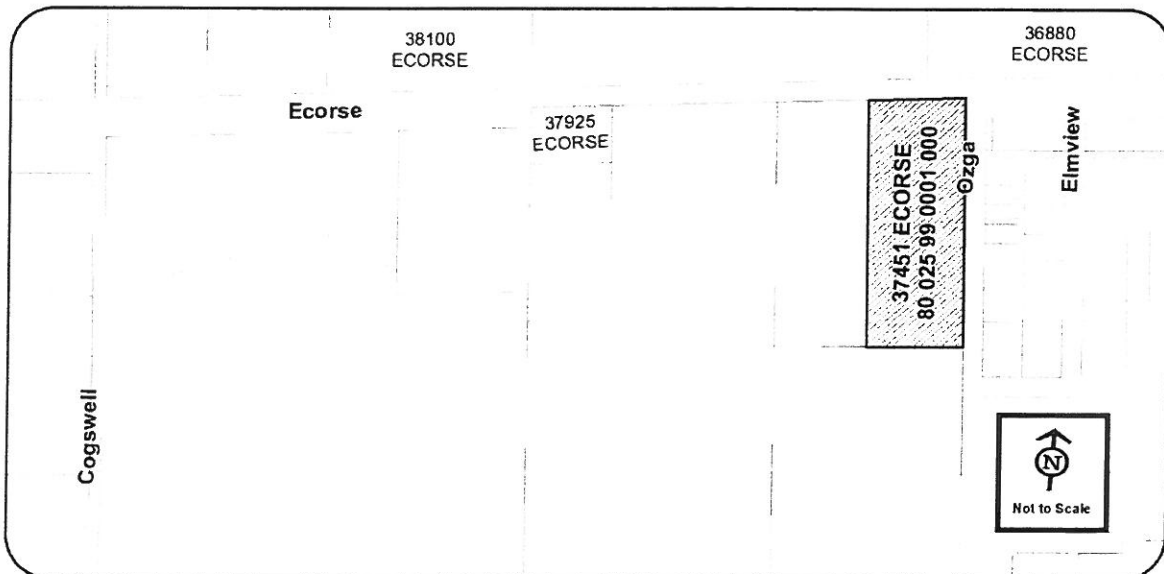 38100
ECORSE
36880
ECORSE
Ecorse
37925
ECORSE
37451 ECORSE
80 025 99 0001 000
Ozga
Elmview
Cogswell
N
Not to Scale